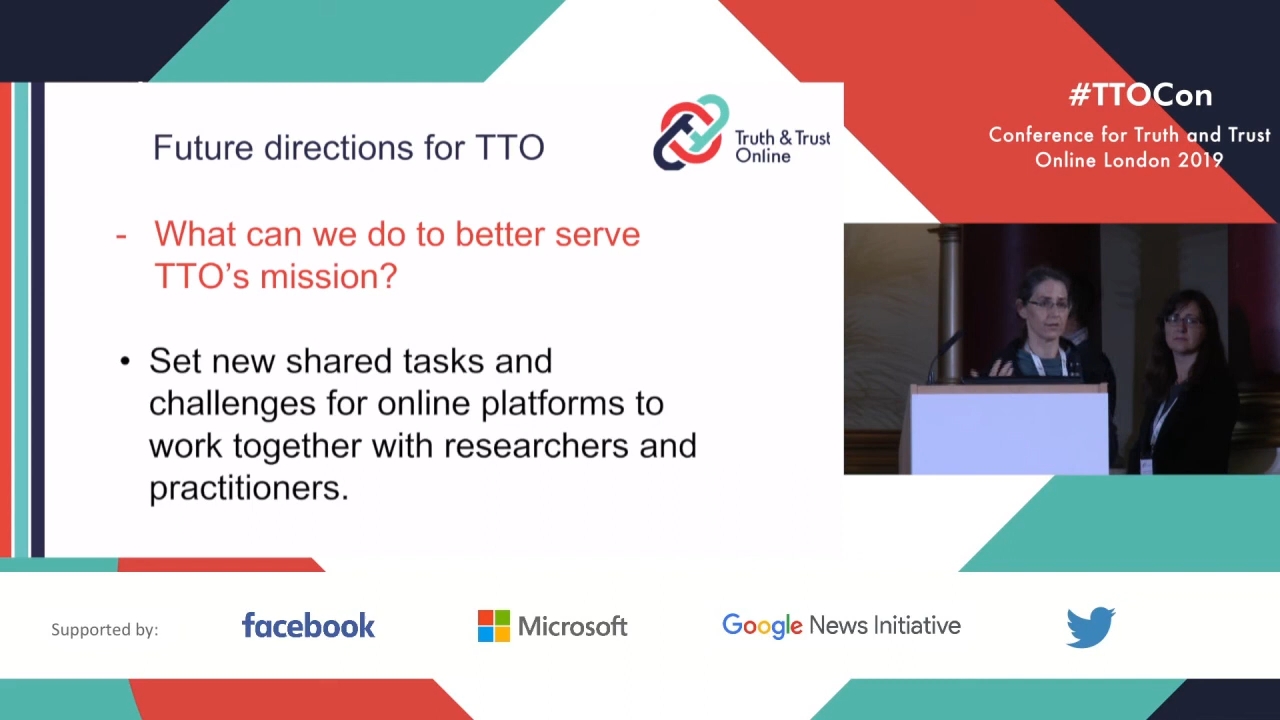 #TTOCon
Conference for Truth and Trust
Online London 2019
Future directions for TTO
Truth & Trust
Online
- What can we do to better serve
TTO’s mission?
• Set new shared tasks and
challenges for online platforms to
work together with researchers and
practitioners.
Supported by:
facebook
Microsoft
Google News Initiative